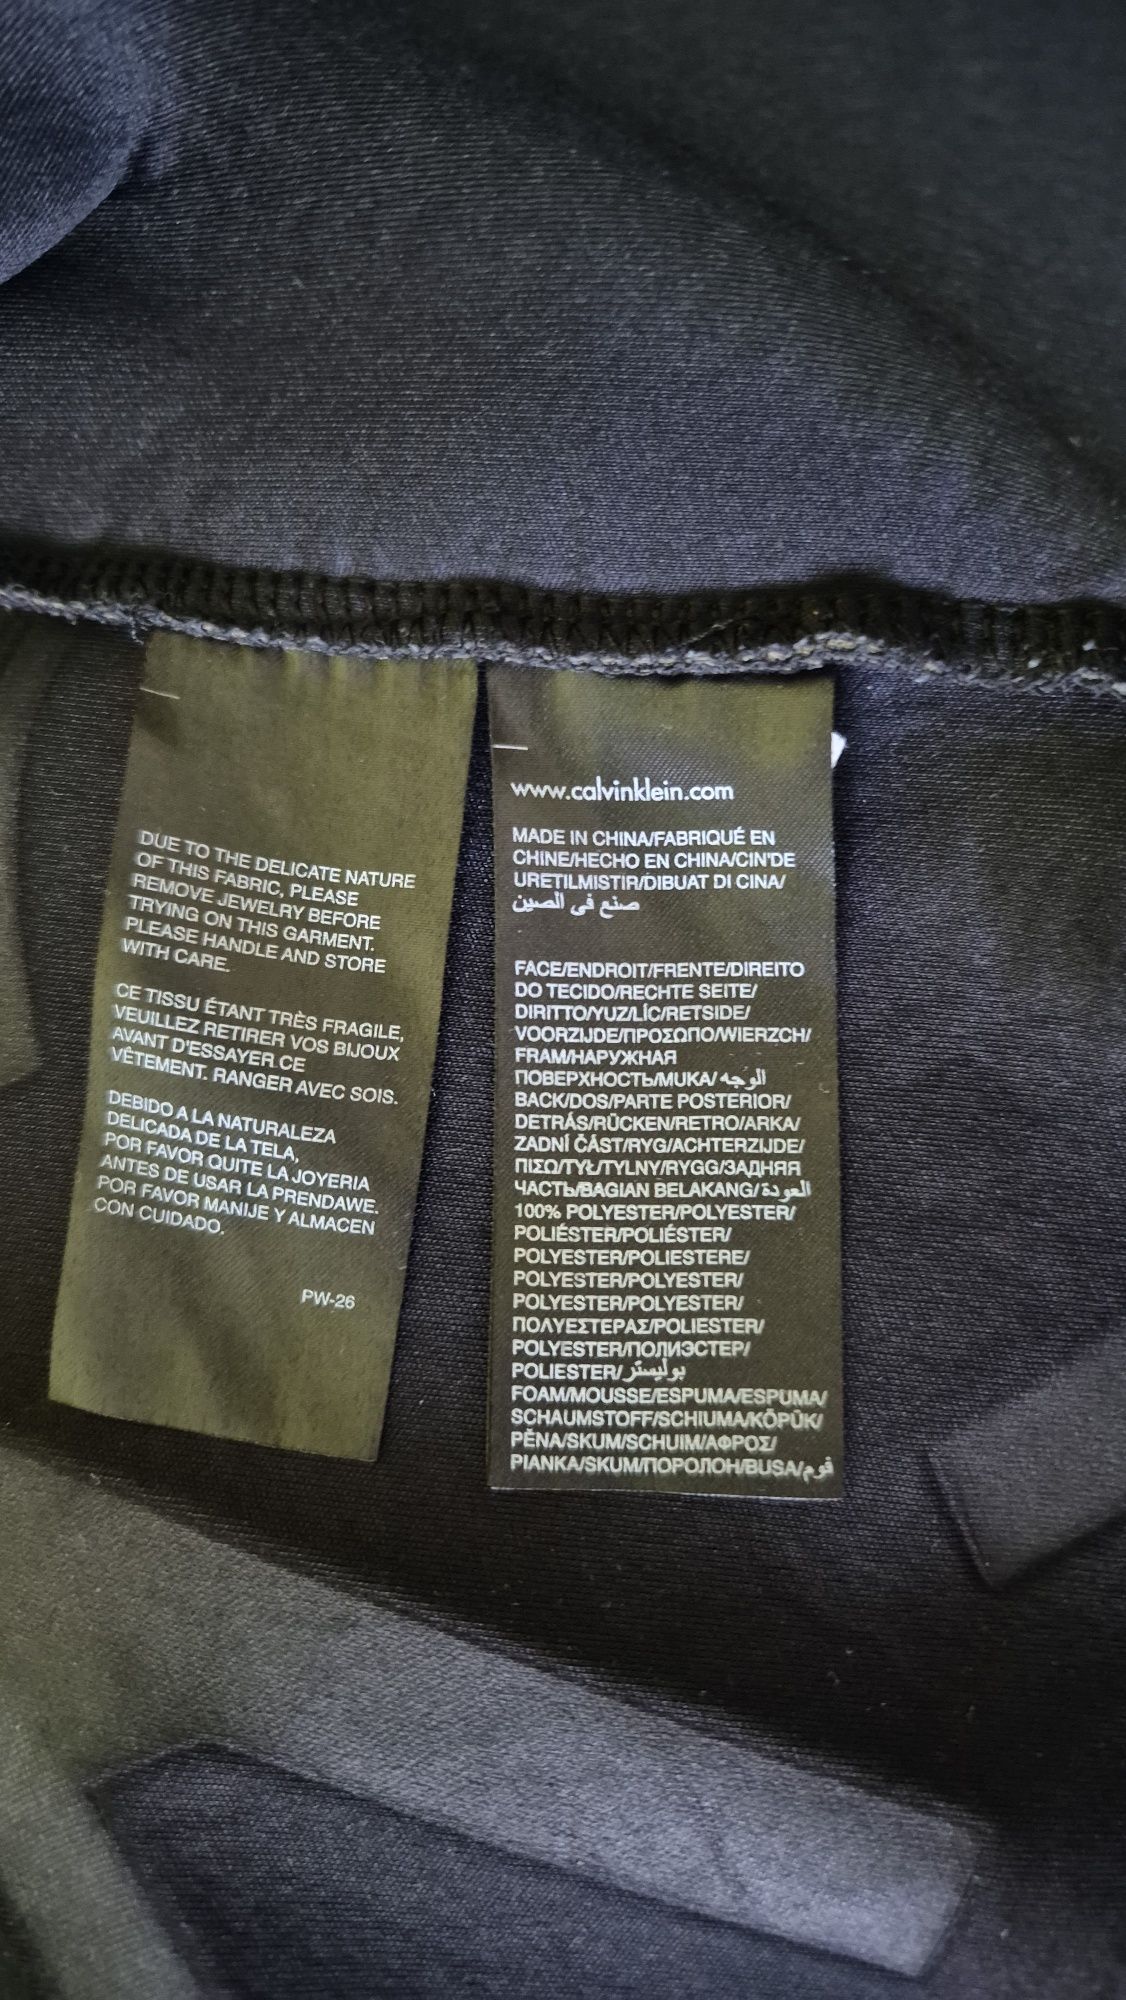 DUE TO THE DELICATE NATURE
OF THIS FABRIC, PLEASE
REMOVE JEWELRY BEFORE
TRYING ON THIS GARMENT.
PLEASE HANDLE AND STORE
WITH CARE.
CE TISSU ÉTANT TRÈS FRAGILE,
VEUILLEZ RETIRER VOS BIJOUX
AVANT D'ESSAYER CE
VÊTEMENT. RANGER AVEC SOIS.
DEBIDO A LA NATURALEZA
DELICADA DE LA TELA,
POR FAVOR QUITE LA JOYERIA
ANTES DE USAR LA PRENDAWE.
POR FAVOR MANIJE Y ALMACEN
CON CUIDADO.
PW-26
www.calvinklein.com
MADE IN CHINA/FABRIQUÉ EN
CHINE/HECHO EN CHINA/CIN'DE
URETILMISTIR/DIBUAT DI CINA/
صنع في الصين
FACE/ENDROIT/FRENTE/DIREITO
DO TECIDO/RECHTE SEITE/
DIRITTO/YUZ/LÍC/RETSIDE/
VOORZIJDE/ΠΡΟΣΩΠΟ/WIERZCH/
FRAM/НАРУЖНАЯ
ПОВЕРХНОСТЬ/MUKA/الوجه
BACK/DOS/PARTE POSTERIOR/
DETRÁS/RÜCKEN/RETRO/ARKA/
ZADNÍ ČÁST/RYG/ACHTERZIJDE/
ΠΙΣΩ/TYŁ/TYLNY/RYGG/ЗАДНЯЯ
ЧАСТЬ/BAGIAN BELAKANG/العودة
100% POLYESTER/POLYESTER/
POLIÉSTER/POLIÉSTER/
POLYESTER/POLIESTERE/
POLYESTER/POLYESTER/
POLYESTER/POLYESTER/
ΠΟΛΥΕΣΤΕΡΑΣ/POLIESTER/
POLYESTER/ПОЛИЭСТЕР/
POLIESTER/بوليستر
FOAM/MOUSSE/ESPUMA/ESPUMA/
SCHAUMSTOFF/SCHIUMA/KÖPÜK/
PĚNA/SKUM/SCHUIM/ΑΦΡΟΣ/
PIANKA/SKUM/ПОРОЛОН/BUSA/فوم